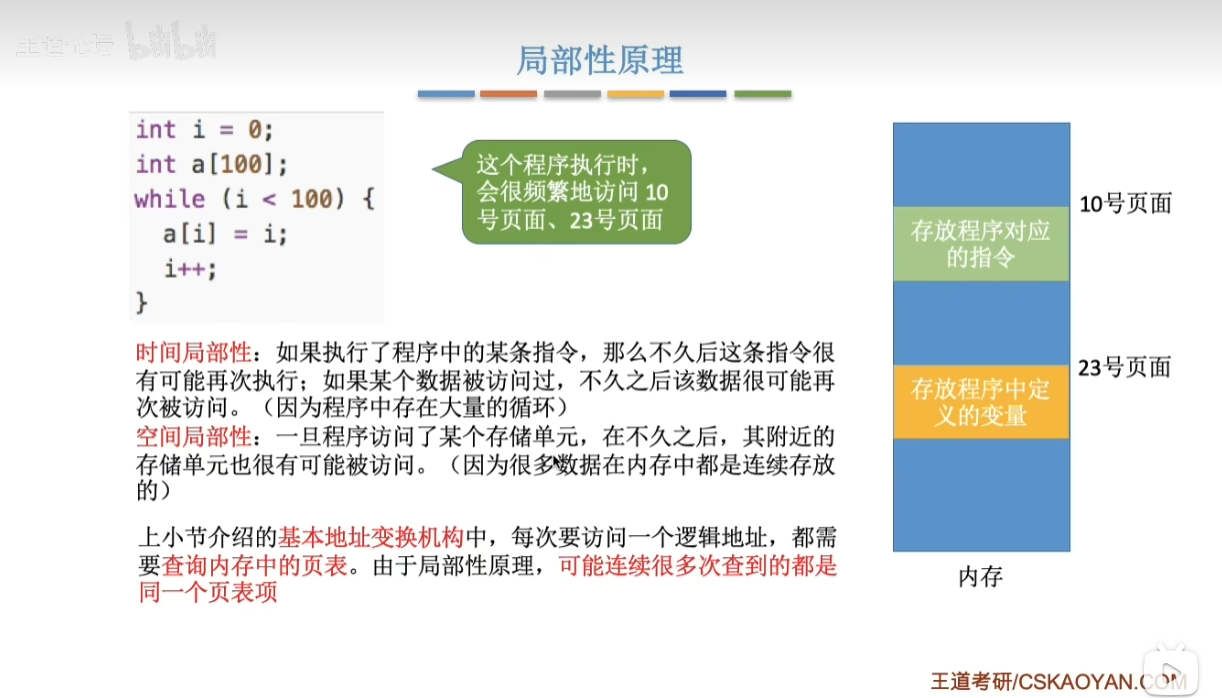 王道论坛 bilibili
局部性原理
int i = 0;
int a[100];
while (i < 100) {
a[i] = i;
i++;
}
这个程序执行时，
会很频繁地访问 10
号页面、23号页面
时间局部性：如果执行了程序中的某条指令，那么不久后这条指令很
有可能再次执行；如果某个数据被访问过，不久之后该数据很可能再
次被访问。（因为程序中存在大量的循环）
空间局部性：一旦程序访问了某个存储单元，在不久之后，其附近的
存储单元也很有可能被访问。（因为很多数据在内存中都是连续存放
的）
上小节介绍的基本地址变换机构中，每次要访问一个逻辑地址，都需
要查询内存中的页表。由于局部性原理，可能连续很多次查到的都是
同一个页表项
10号页面
存放程序对应
的指令
23号页面
存放程序中定
义的变量
内存
王道考研/CSKAOYAN.COM